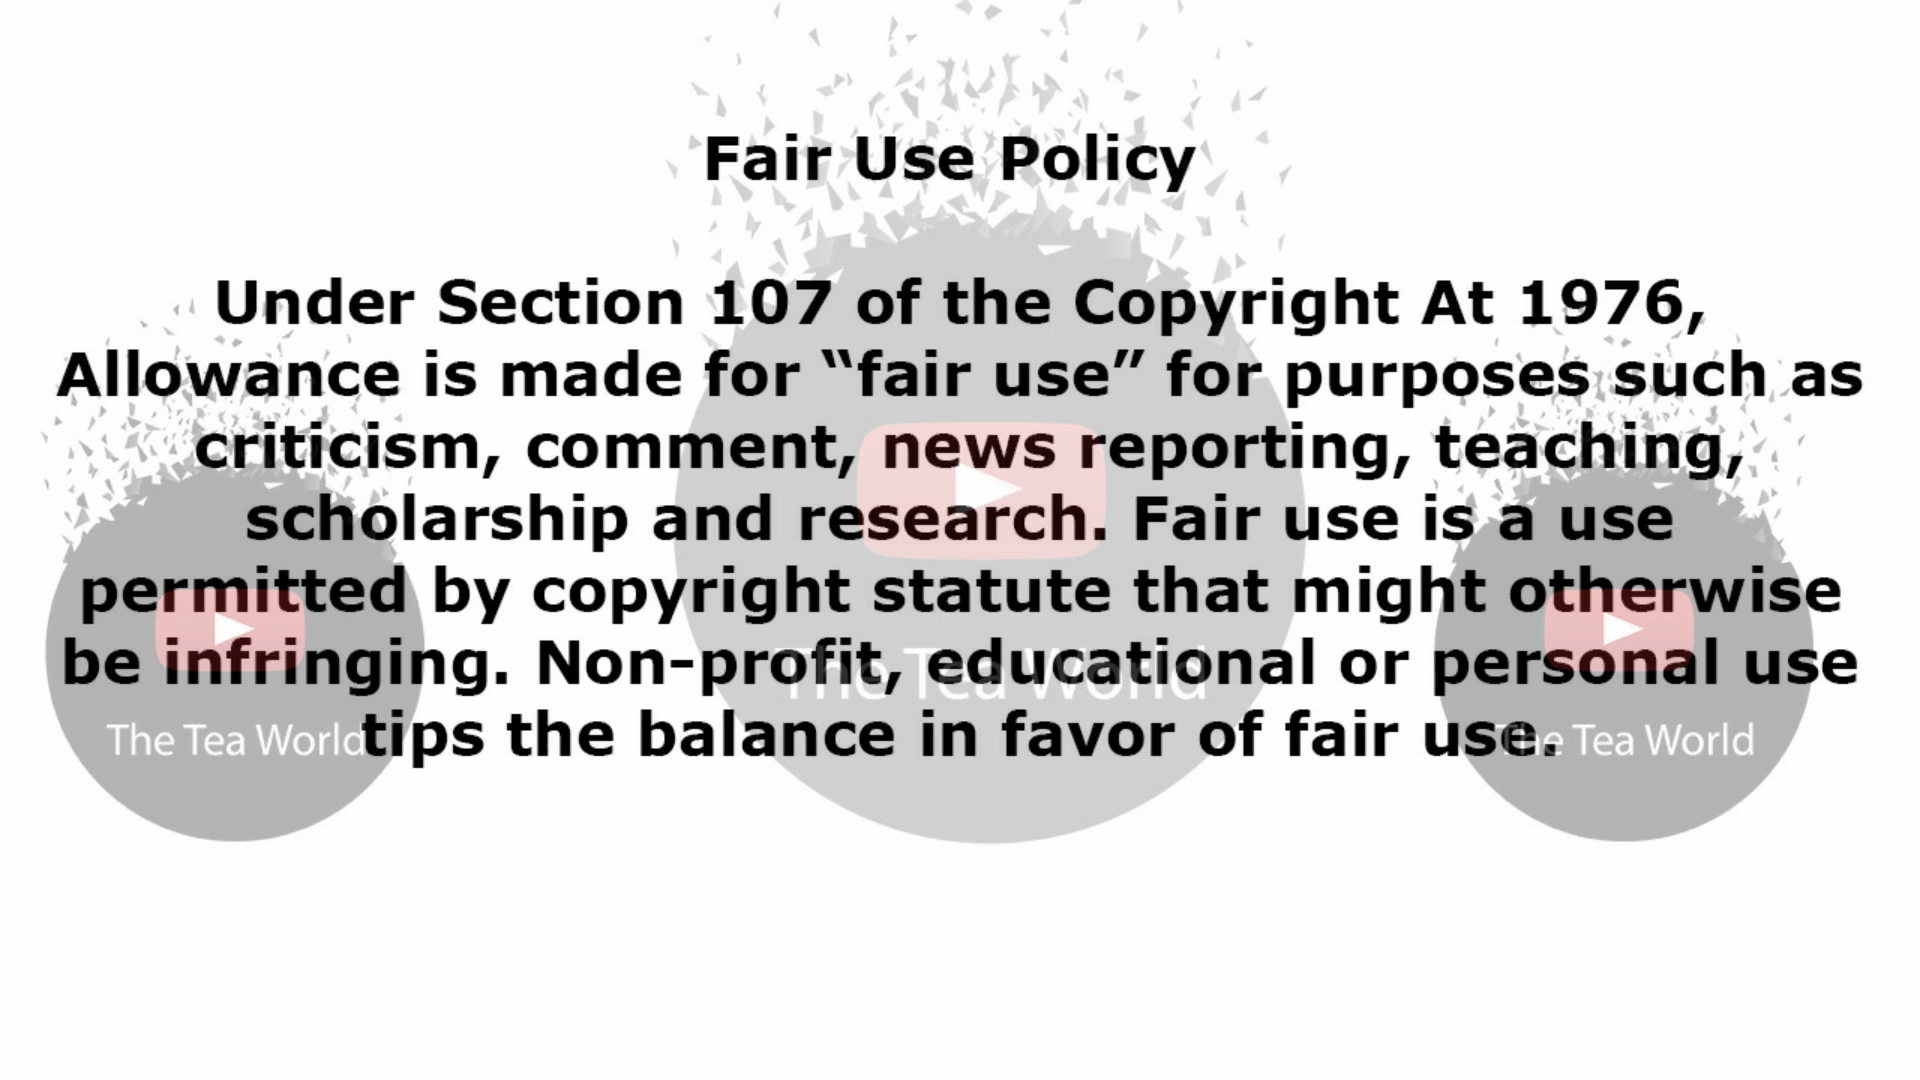 Fair Use Policy
Under Section 107 of the Copyright At 1976,
Allowance is made for “fair use” for purposes such as
criticism, comment, news reporting, teaching,
scholarship and research. Fair use is a use
permitted by copyright statute that might otherwise
be infringing. Non-profit, educational or personal use
tips the balance in favor of fair use.
The Tea World
The Tea World
The Tea World